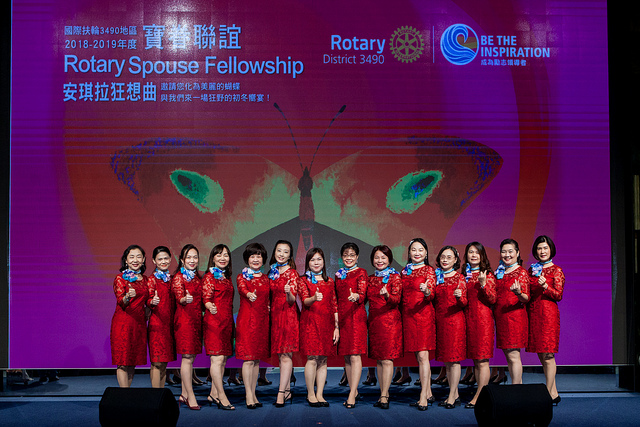 國際扶輪3490地區
2018-2019年度
寶眷聯誼
Rotary Spouse Fellowship
安琪拉狂想曲
邀請您化為美麗的蝴蝶
與我們來一場狂野的初冬饗宴！
Rotary
District 3490
BE THE
INSPIRATION
成為勵志領導者